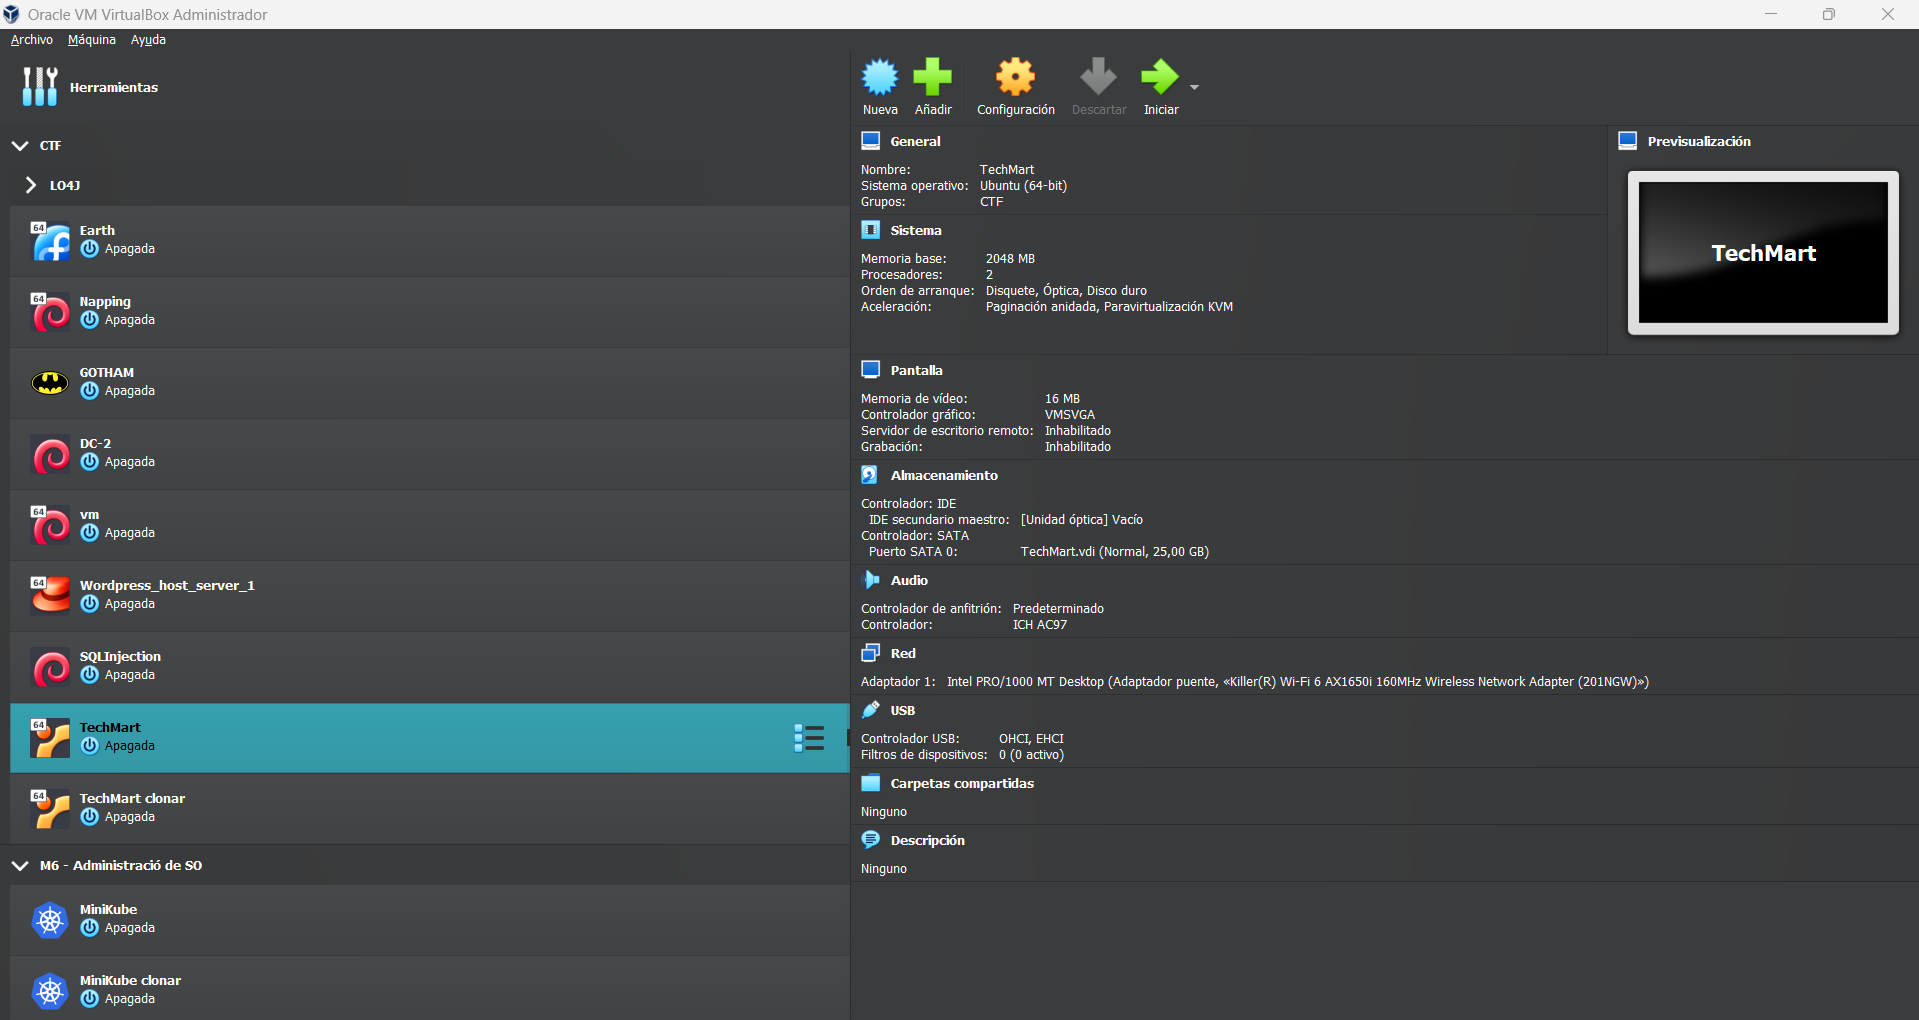 Oracle VM VirtualBox Administrador
Archivo Máquina Ayuda
Herramientas
CTF
LO4J
64
Earth
Apagada
64
Napping
Apagada
GOTHAM
Apagada
DC-2
Apagada
64
vm
Apagada
64
Wordpress_host_server_1
Apagada
SQLInjection
Apagada
64
TechMart
Apagada
64
TechMart clonar
Apagada
M6 - Administració de SO
MiniKube
Apagada
MiniKube clonar
Apagada
Nueva Añadir Configuración Descartar Iniciar
General
Nombre: TechMart
Sistema operativo: Ubuntu (64-bit)
Grupos: CTF
Sistema
Memoria base: 2048 MB
Procesadores: 2
Orden de arranque: Disquete, Óptica, Disco duro
Aceleración: Paginación anidada, Paravirtualización KVM
Previsualización
TechMart
Pantalla
Memoria de vídeo: 16 MB
Controlador gráfico: VMSVGA
Servidor de escritorio remoto: Inhabilitado
Grabación: Inhabilitado
Almacenamiento
Controlador: IDE
IDE secundario maestro: [Unidad óptica] Vacío
Controlador: SATA
Puerto SATA 0: TechMart.vdi (Normal, 25,00 GB)
Audio
Controlador de anfitrión: Predeterminado
Controlador: ICH AC97
Red
Adaptador 1: Intel PRO/1000 MT Desktop (Adaptador puente, «Killer(R) Wi-Fi 6 AX1650i 160MHz Wireless Network Adapter (201NGW)»)
USB
Controlador USB: OHCI, EHCI
Filtros de dispositivos: 0 (0 activo)
Carpetas compartidas
Ninguno
Descripción
Ninguno